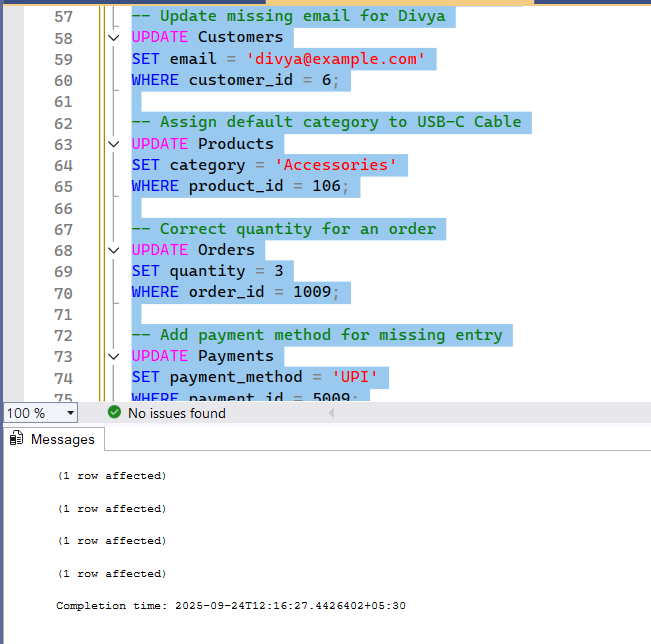 57 -- Update missing email for Divya
58 UPDATE Customers
59 SET email = 'divya@example.com'
60 WHERE customer_id = 6;
61
62 -- Assign default category to USB-C Cable
63 UPDATE Products
64 SET category = 'Accessories'
65 WHERE product_id = 106;
66
67 -- Correct quantity for an order
68 UPDATE Orders
69 SET quantity = 3
70 WHERE order_id = 1009;
71
72 -- Add payment method for missing entry
73 UPDATE Payments
74 SET payment_method = 'UPI'
75 WHERE payment_id = 5009;
100 % No issues found
Messages
(1 row affected)
(1 row affected)
(1 row affected)
(1 row affected)
Completion time: 2025-09-24T12:16:27.4426402+05:30